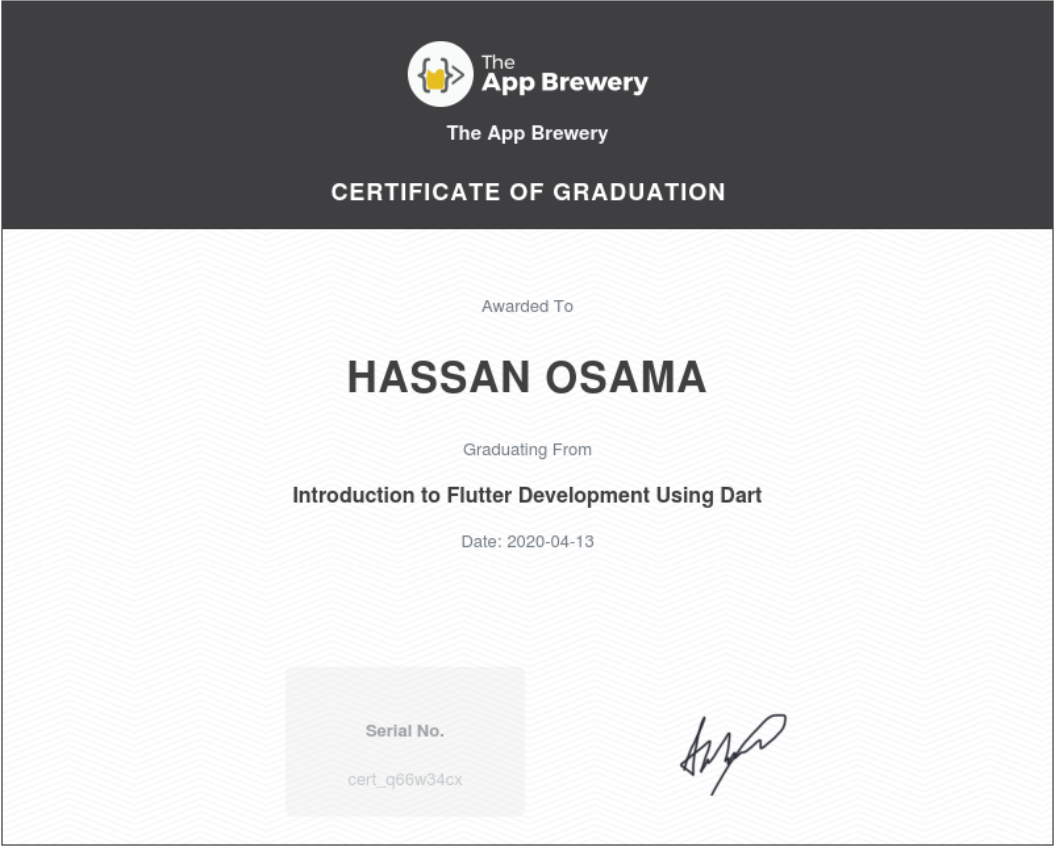 The
App Brewery
The App Brewery
CERTIFICATE OF GRADUATION
Awarded To
HASSAN OSAMA
Graduating From
Introduction to Flutter Development Using Dart
Date: 2020-04-13
Serial No.
cert_q66w34cx